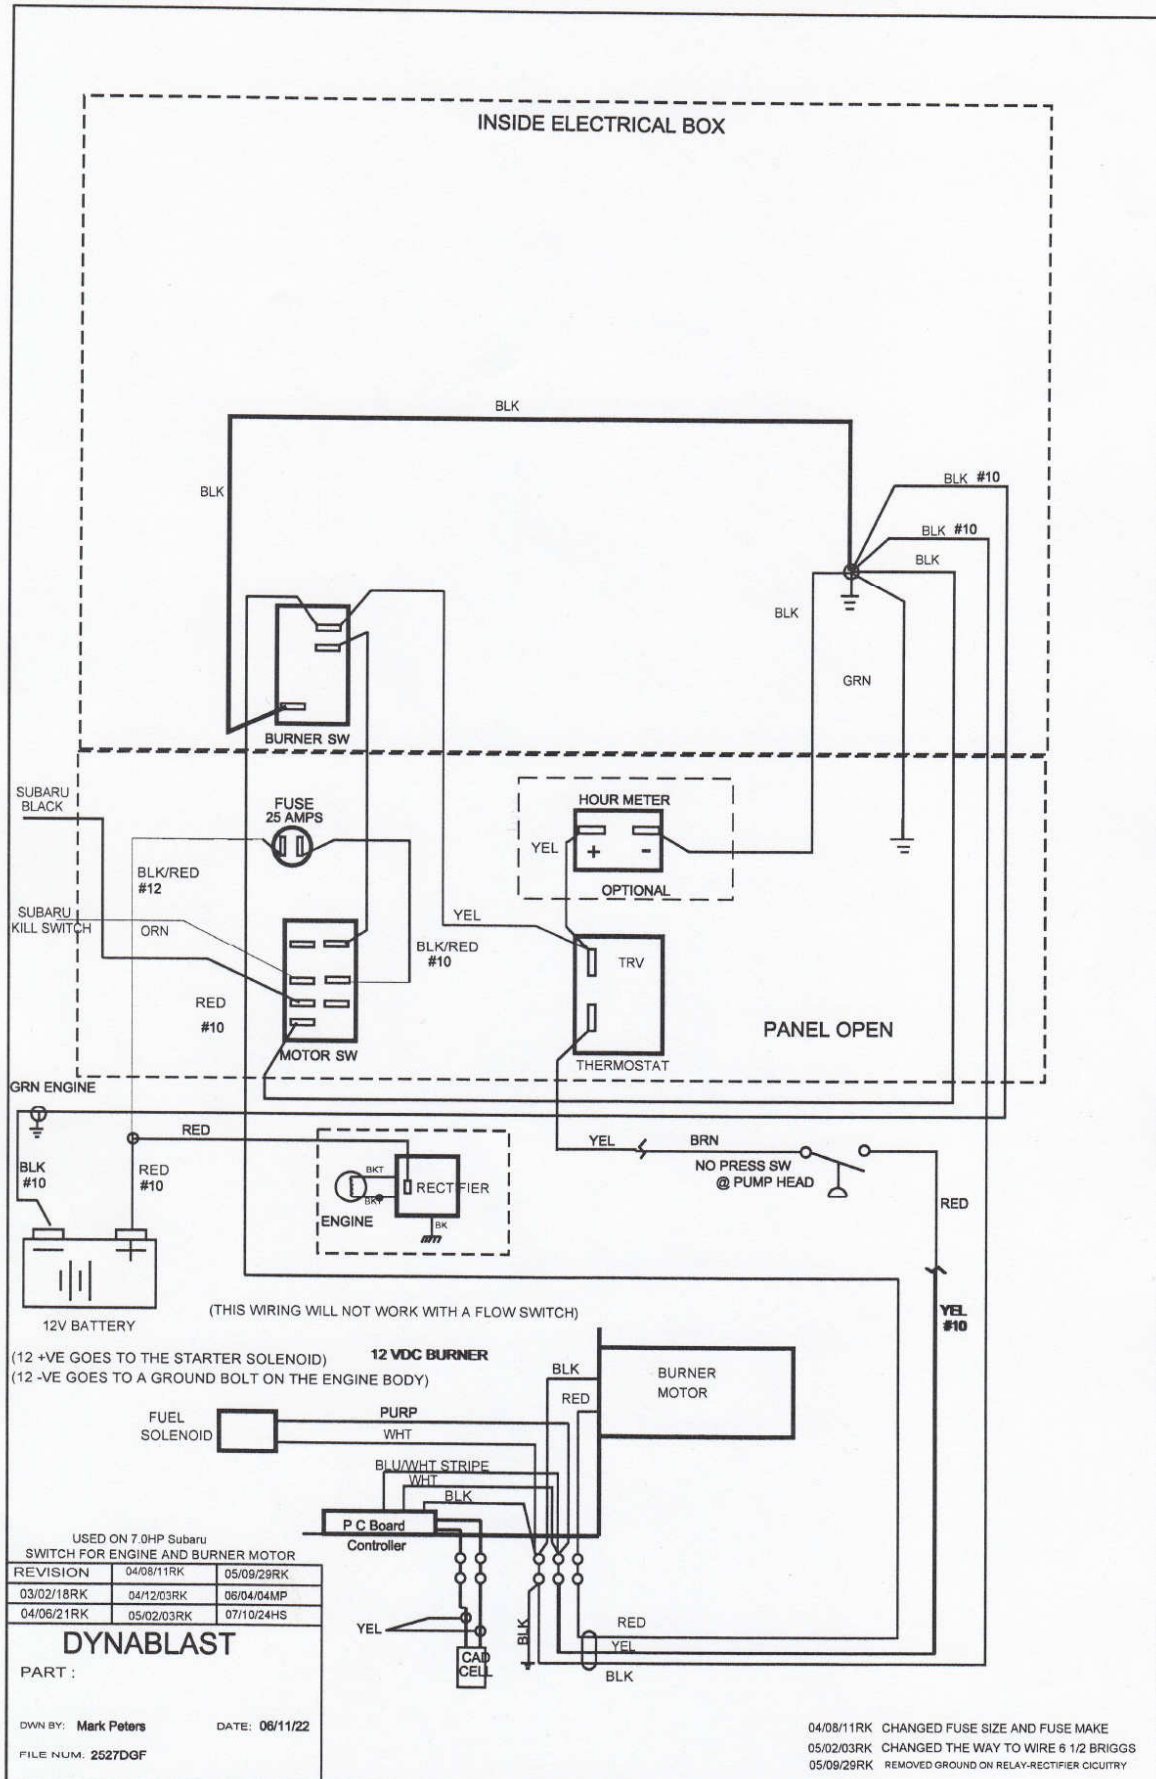 INSIDE ELECTRICAL BOX
BLK
BLK
BLK #10
BLK #10
BLK
BLK
GRN
BURNER SW
SUBARU
BLACK
FUSE
25 AMPS
HOUR METER
YEL
+ -
OPTIONAL
BLK/RED
#12
SUBARU
KILL SWITCH
ORN
YEL
BLK/RED
#10
TRV
RED
#10
PANEL OPEN
MOTOR SW
THERMOSTAT
GRN ENGINE
RED
YEL
BRN
NO PRESS SW
@ PUMP HEAD
BLK
#10
RED
#10
BKT
BKT
RECTIFIER
ENGINE
BK
RED
12V BATTERY
(THIS WIRING WILL NOT WORK WITH A FLOW SWITCH)
YEL
#10
(12 +VE GOES TO THE STARTER SOLENOID)
12 VDC BURNER
(12 -VE GOES TO A GROUND BOLT ON THE ENGINE BODY)
BLK
RED
BURNER
MOTOR
FUEL
SOLENOID
PURP
WHT
BLU/WHT STRIPE
WHT
BLK
P C Board
Controller
USED ON 7.0HP Subaru
SWITCH FOR ENGINE AND BURNER MOTOR
REVISION 04/08/11RK 05/09/29RK
03/02/18RK 04/12/03RK 06/04/04MP
04/06/21RK 05/02/03RK 07/10/24HS
YEL
CAD
CELL
BLK
RED
YEL
BLK
DYNABLAST
PART :
DWN BY: Mark Peters DATE: 06/11/22
FILE NUM. 2527DGF
04/08/11RK CHANGED FUSE SIZE AND FUSE MAKE
05/02/03RK CHANGED THE WAY TO WIRE 6 1/2 BRIGGS
05/09/29RK REMOVED GROUND ON RELAY-RECTIFIER CICUITRY